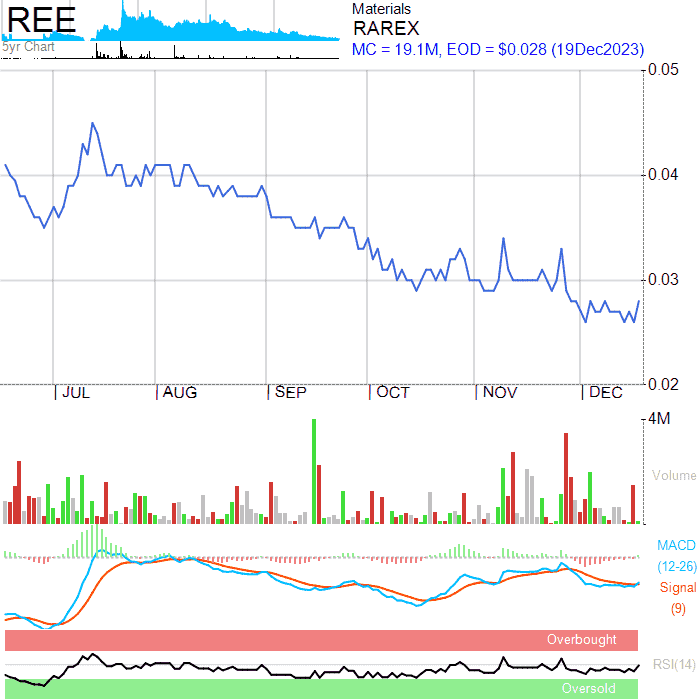 REE
5yr Chart
Materials
RAREX
MC = 19.1M, EOD = $0.028 (19Dec2023)
0.05
0.04
0.03
0.02
JUL AUG SEP OCT NOV DEC
4M
Volume
MACD
(12-26)
Signal
(9)
Overbought
RSI(14)
Oversold